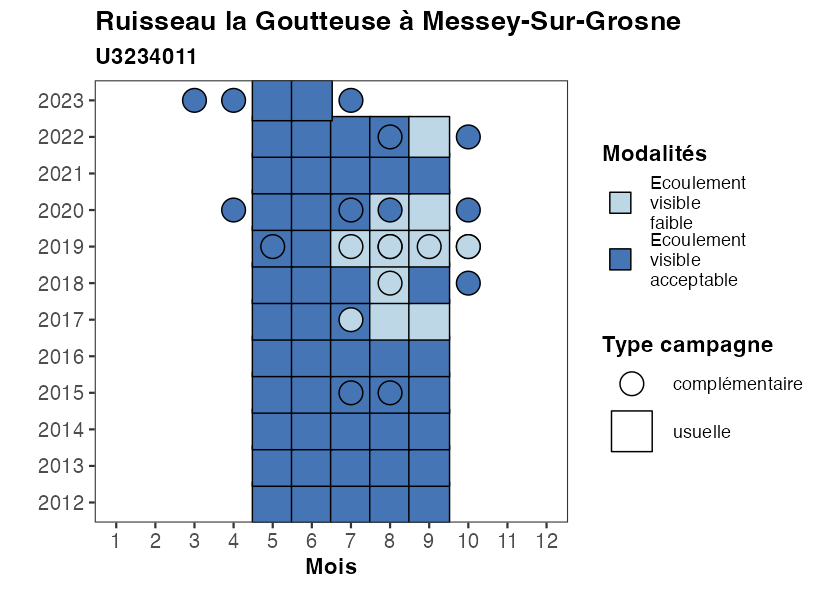 Ruisseau la Goutteuse à Messey-Sur-Grosne
U3234011
2023
2022
2021
2020
2019
2018
2017
2016
2015
2014
2013
2012
1 2 3 4 5 6 7 8 9 10 11 12
Mois
Modalités
Ecoulement
visible
faible
Ecoulement
visible
acceptable
Type campagne
complémentaire
usuelle